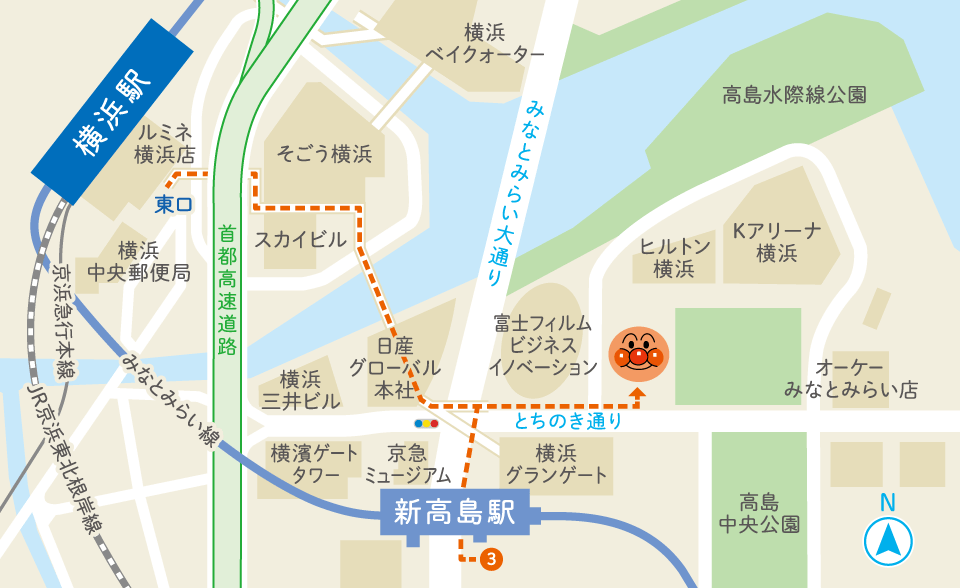 横浜
ベイクォーター
横浜駅
高島水際線公園
みなとみらい大通り
ルミネ
横浜店
そごう横浜
東口
スカイビル
首都高速道路
Kアリーナ
横浜
ヒルトン
横浜
横浜
中央郵便局
京浜急行本線
富士フィルム
ビジネス
イノベーション
日産
グローバル
本社
みなとみらい線
横浜
三井ビル
オーケー
みなとみらい店
JR京浜東北根岸線
とちのき通り
横濱ゲート
タワー
京急
ミュージアム
横浜
グランゲート
新高島駅
高島
中央公園
N
3